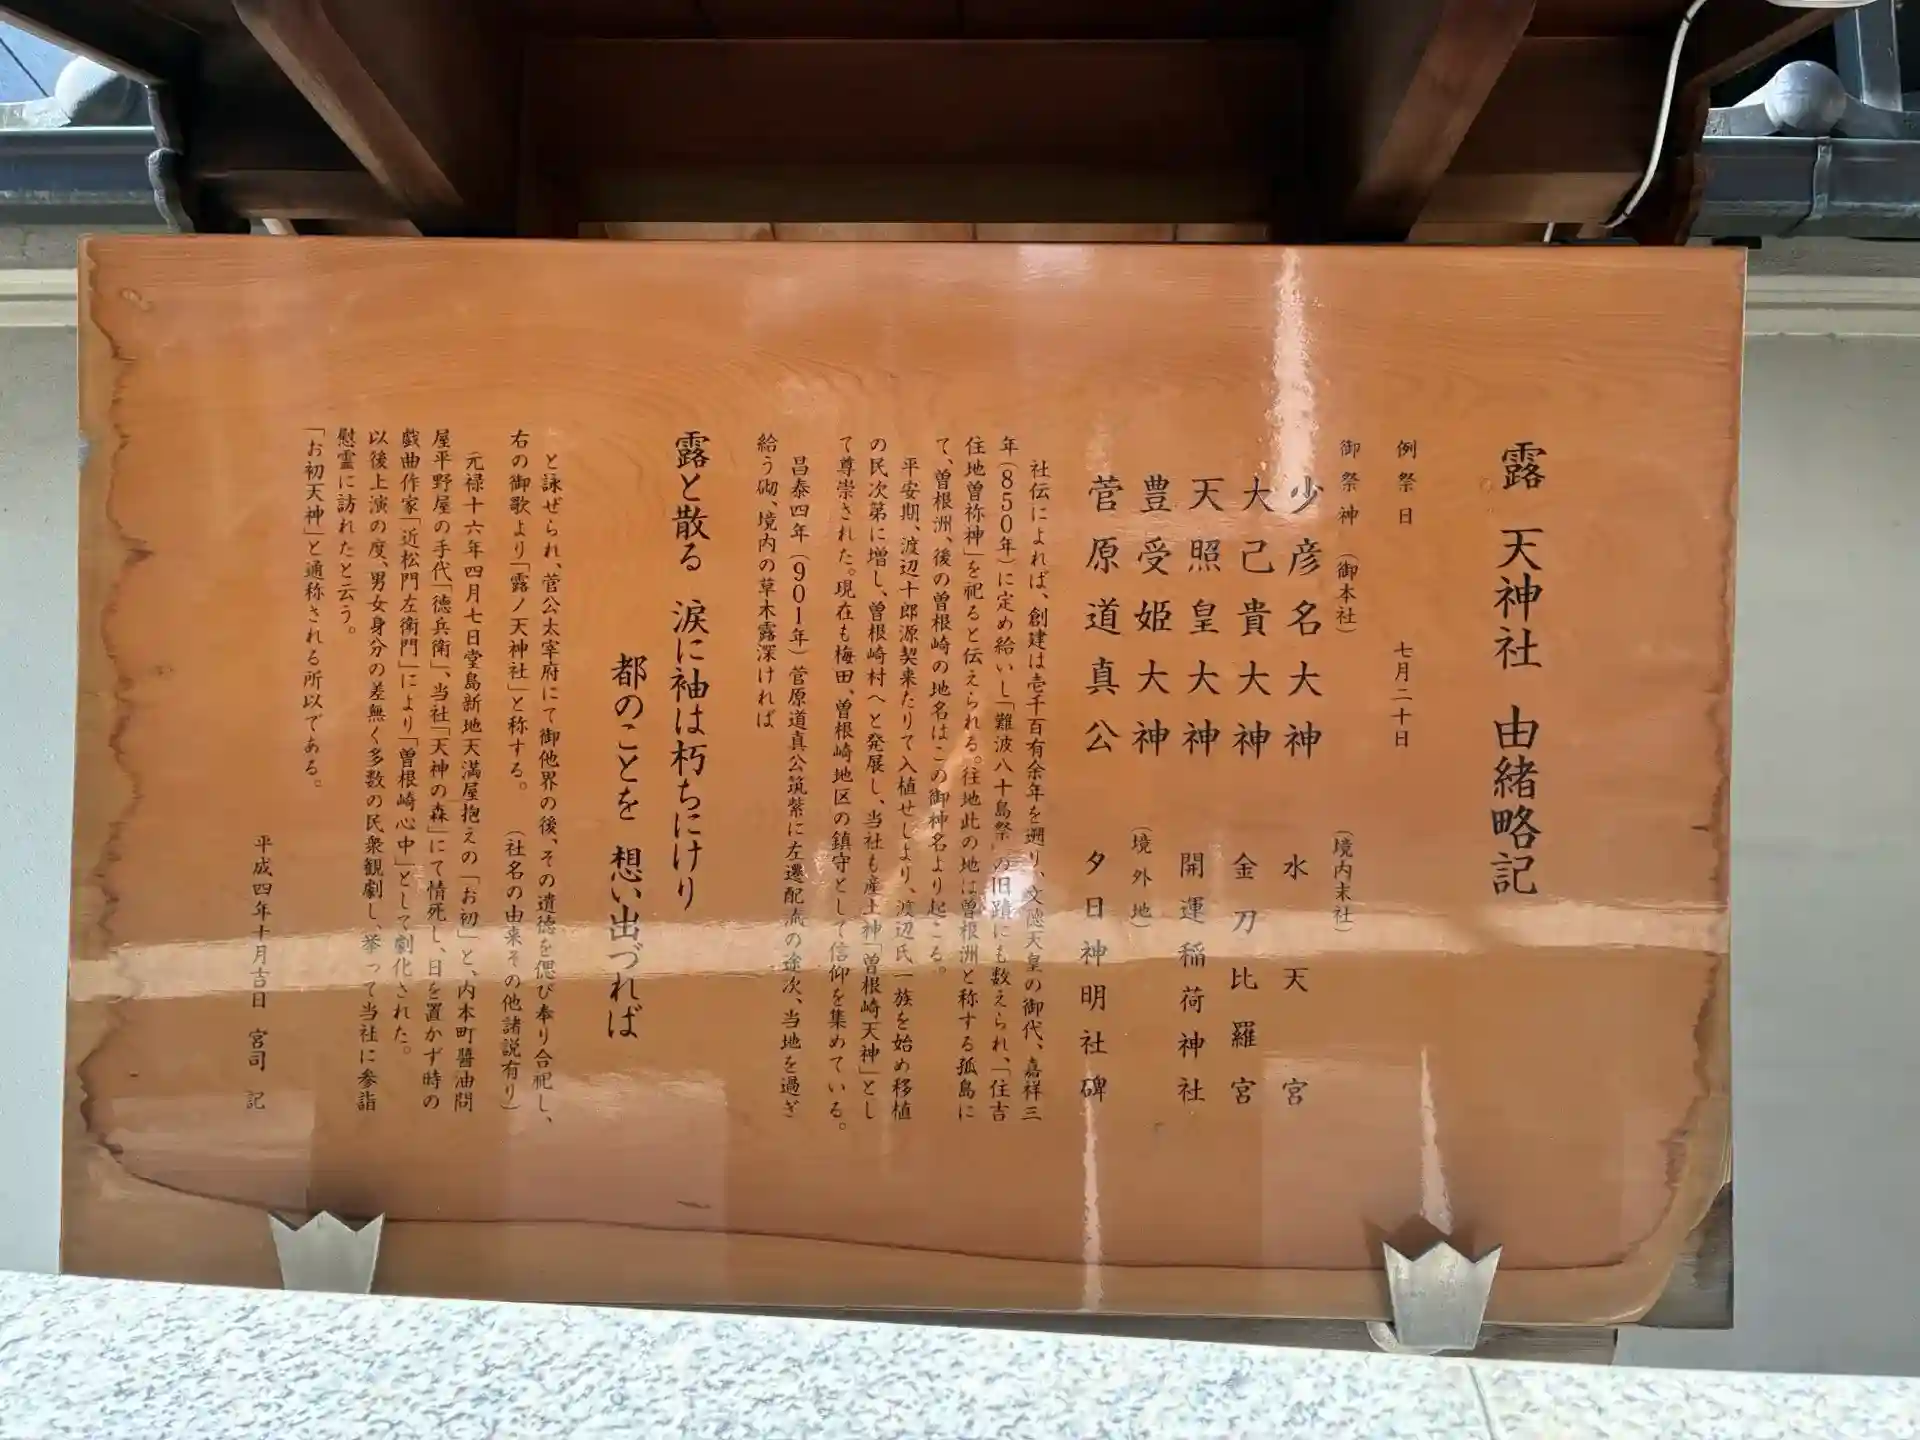 露 天神社 由緒略記
例祭日 七月二十日
御祭神 (御本社)
少彦名大神
大己貴大神
天照皇大神
豊受姫大神
菅原道真公
(境内末社)
水天宮
金刀比羅宮
開運稲荷神社
(境外地)
夕日神明社碑
社伝によれば、創建は壱千百有余年を遡り、文徳天皇の御代、嘉祥三
年(850年)に定め給いし「難波八十島祭」の旧蹟にも数えられ、「住吉
住地曽祢神」を祀ると伝えられる。往地此の地は曽根洲と称する孤島に
て、曽根洲、後の曽根崎の地名はこの御神名より起こる。
平安期、渡辺十郎源契来たりて入植せしより、渡辺氏一族を始め移植
の民次第に増し、曽根崎村へと発展し、当社も産土神「曽根崎天神」とし
て尊崇された。現在も梅田、曽根崎地区の鎮守として信仰を集めている。
昌泰四年(901年)菅原道真公筑紫に左遷配流の途次、当地を過ぎ
給う砌、境内の草木露深ければ
露と散る 涙に袖は朽ちにけり
都のことを 想い出づれば
と詠ぜられ、菅公太宰府にて御他界の後、その遺徳を偲び奉り合祀し、
右の御歌より「露ノ天神社」と称する。 (社名の由来その他諸説有り)
元禄十六年四月七日堂島新地天満屋抱えの「お初」と、内本町醬油問
屋平野屋の手代「徳兵衛」、当社「天神の森」にて情死し、日を置かず時の
戯曲作家「近松門左衛門」により「曽根崎心中」として劇化された。
以後上演の度、男女身分の差無く多数の民衆観劇し、挙って当社に参詣
慰霊に訪れたと云う。
「お初天神」と通称される所以である。
平成四年十月吉日 宮司 記